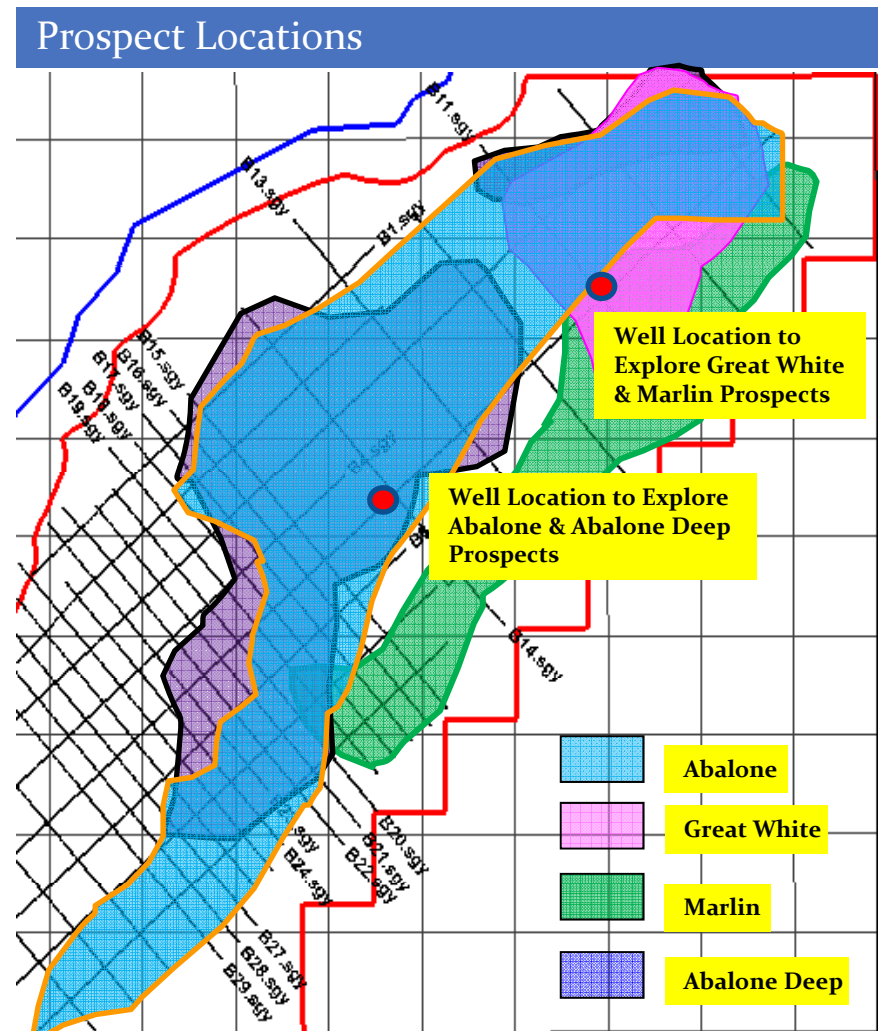 Prospect Locations
B11.sgy
B13.sgy
B1.sgy
B15.sgy
B16.sgy
B17.sgy
B18.sgy
B19.sgy
Well Location to
Explore Great White
& Marlin Prospects
Well Location to Explore
Abalone & Abalone Deep
Prospects
B14.sgy
B20.sgy
B21.sgy
B22.sgy
B24.sgy
B27.sgy
B28.sgy
B29.sgy
Abalone
Great White
Marlin
Abalone Deep